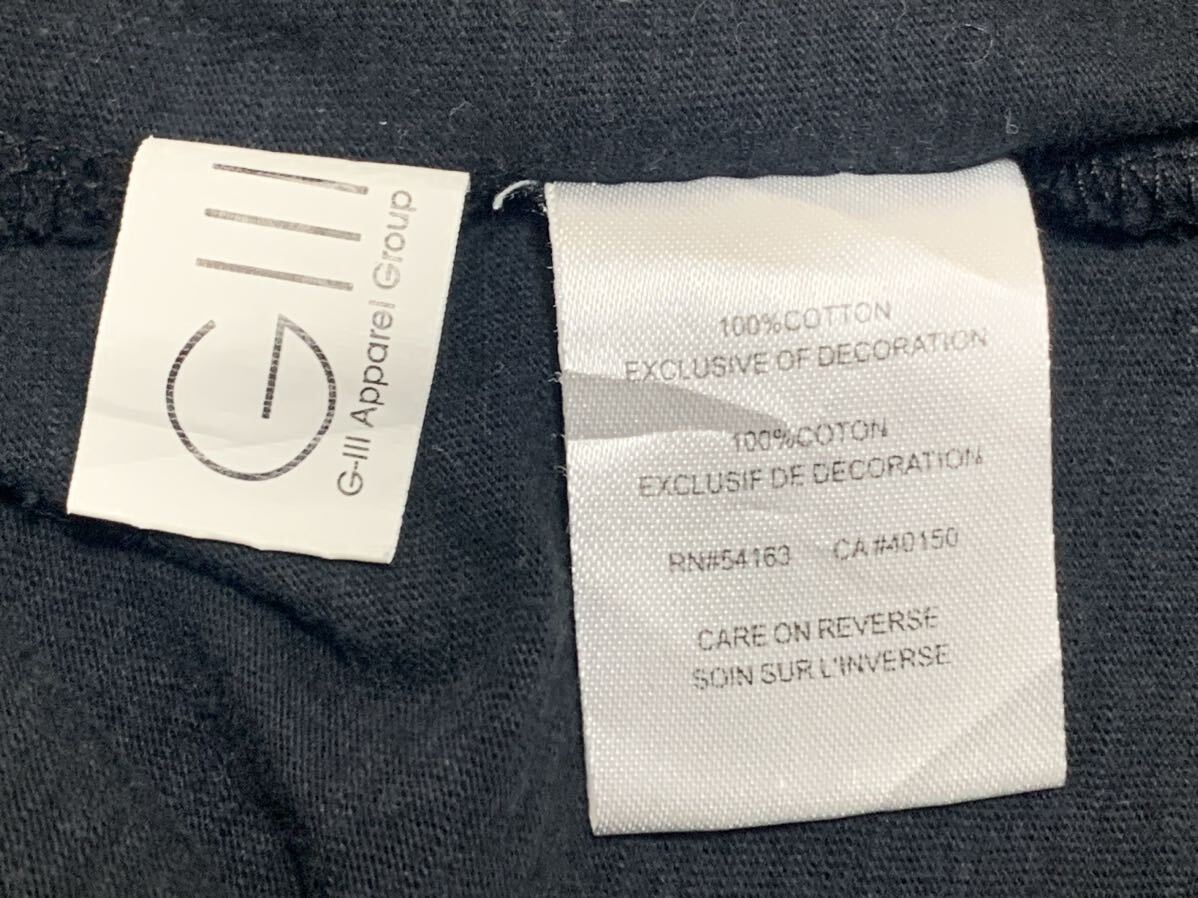 GIII
G-III Apparel Group
100%COTTON
EXCLUSIVE OF DECORATION
100%COTON
EXCLUSIF DE DECORATION
RN#54163 CA#40150
CARE ON REVERSE
SOIN SUR L'INVERSE